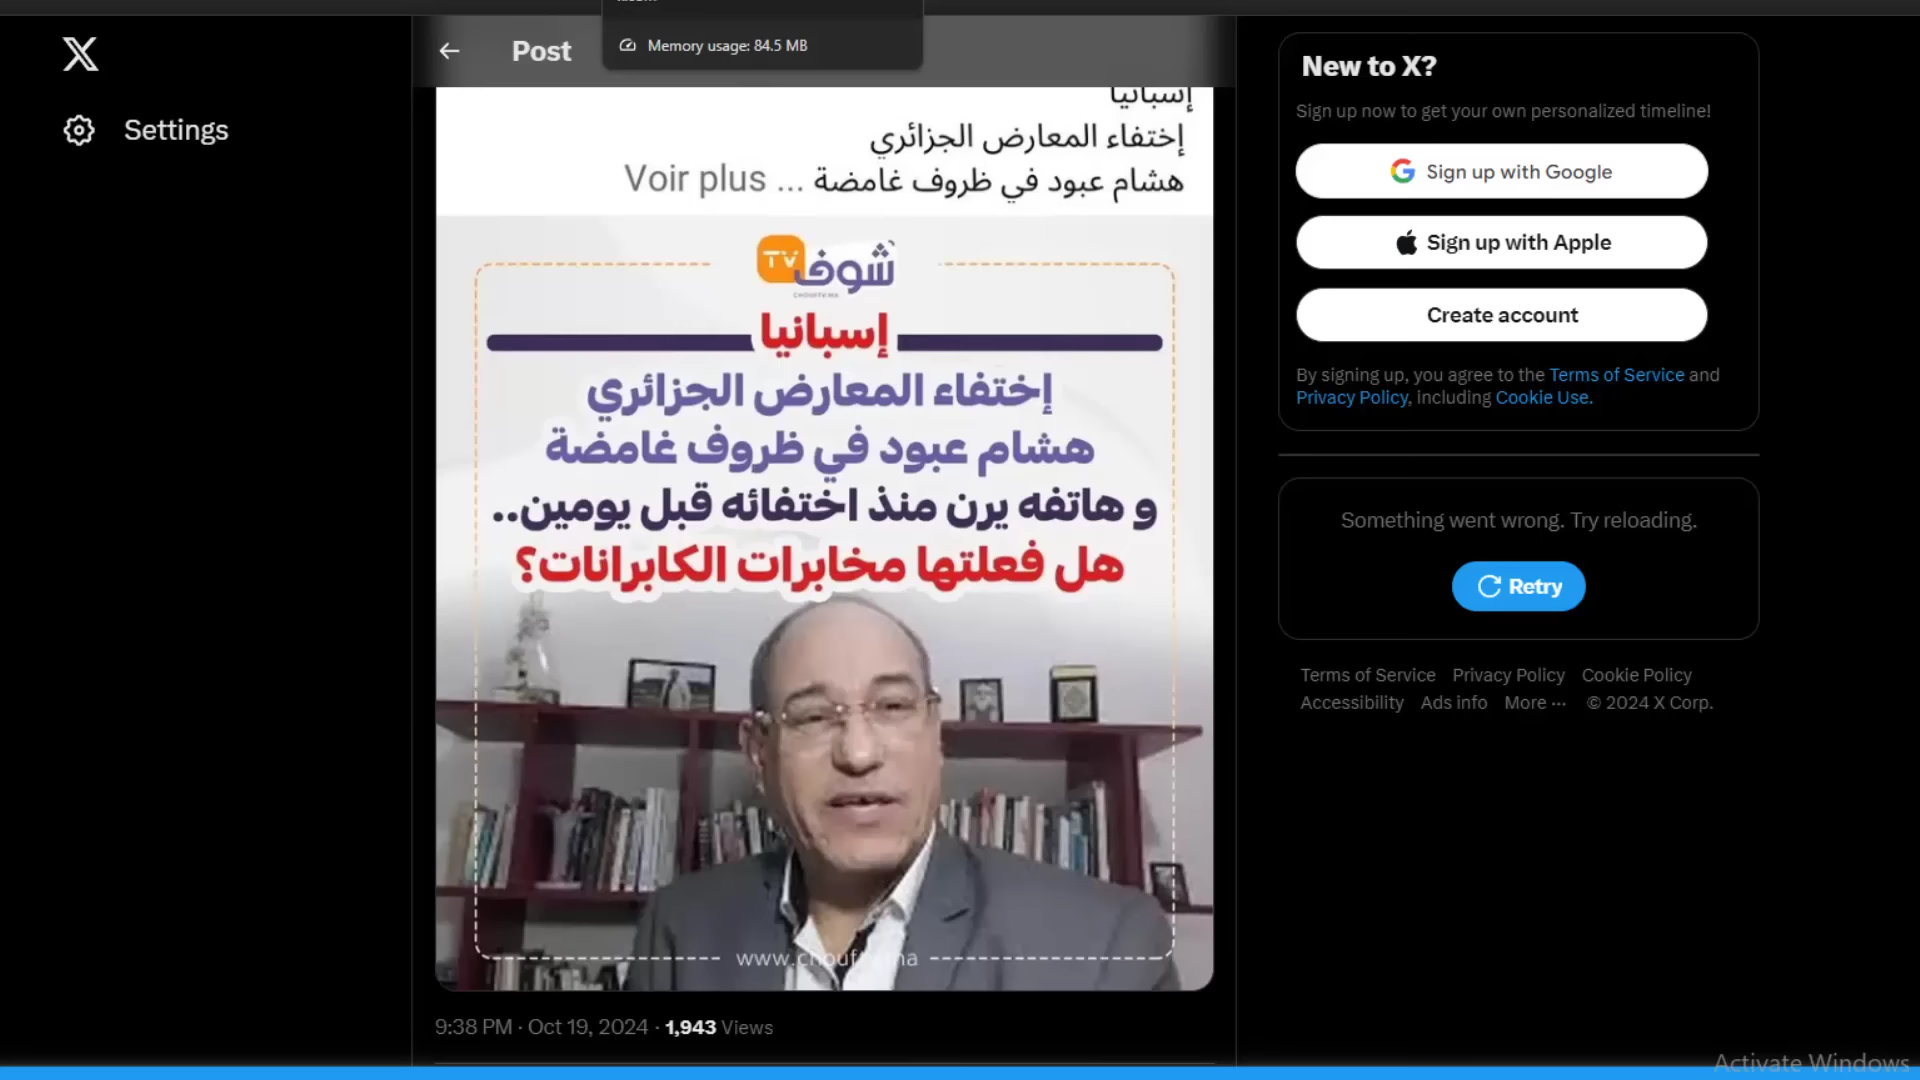 Memory usage: 84.5 MB
Post
Settings
إسبانيا
إختفاء المعارض الجزائري
هشام عبود في ظروف غامضة ... Voir plus
شوف TV
CHOUFTV.MA
إسبانيا
إختفاء المعارض الجزائري
هشام عبود في ظروف غامضة
و هاتفه يرن منذ اختفائه قبل يومين..
هل فعلتها مخابرات الكابرانات؟
9:38 PM · Oct 19, 2024 · 1,943 Views
New to X?
Sign up now to get your own personalized timeline!
Sign up with Google
Sign up with Apple
Create account
By signing up, you agree to the Terms of Service and
Privacy Policy, including Cookie Use.
Something went wrong. Try reloading.
Retry
Terms of Service Privacy Policy Cookie Policy
Accessibility Ads info More ··· © 2024 X Corp.
Activate Windows